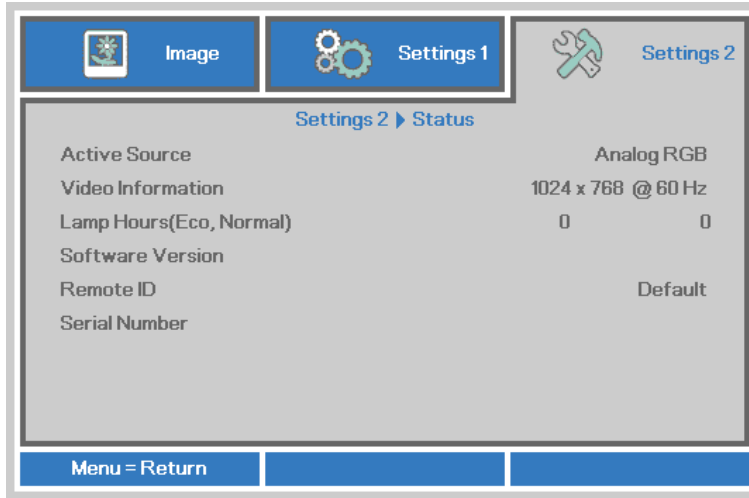 Image Settings 1 Settings 2
Settings 2 ▶ Status
Active Source Analog RGB
Video Information 1024 x 768 @ 60 Hz
Lamp Hours(Eco, Normal) 0 0
Software Version
Remote ID Default
Serial Number
Menu = Return